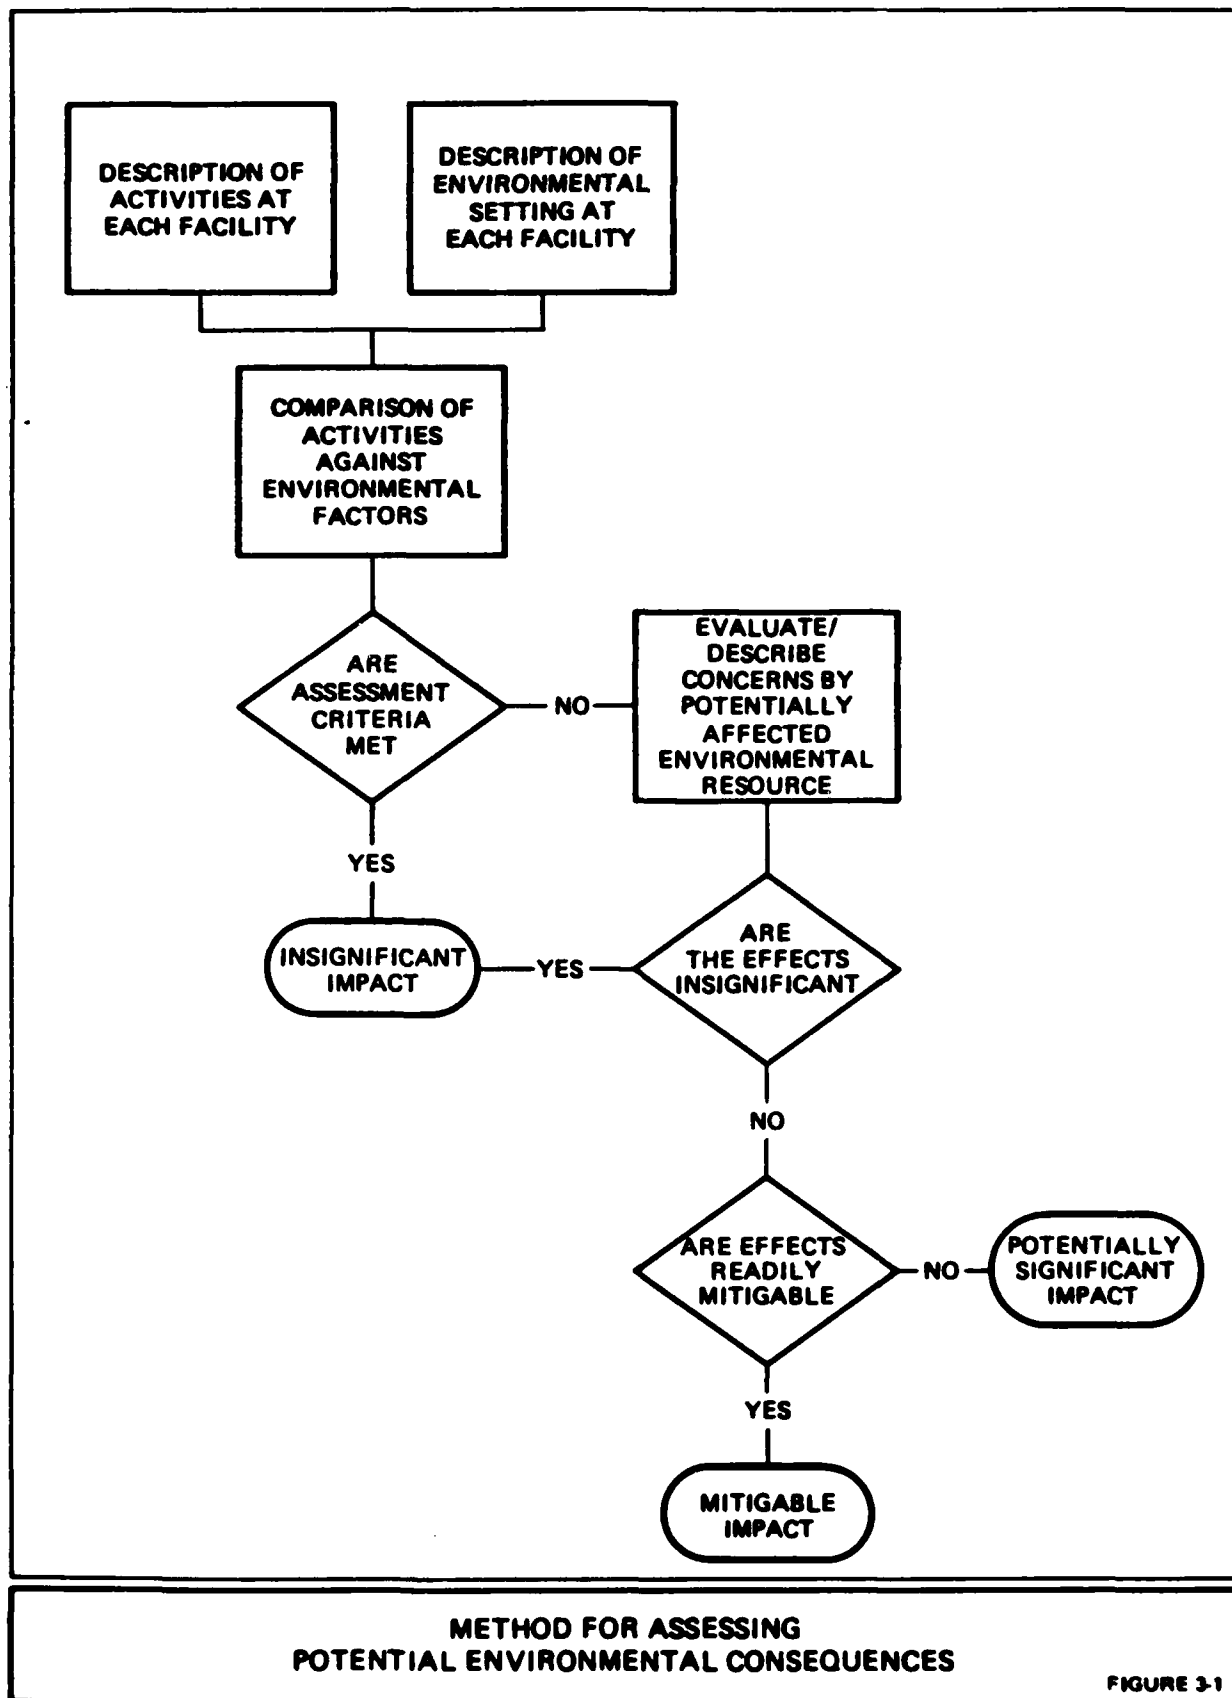 DESCRIPTION OF
ACTIVITIES AT
EACH FACILITY
DESCRIPTION OF
ENVIRONMENTAL
SETTING AT
EACH FACILITY
COMPARISON OF
ACTIVITIES
AGAINST
ENVIRONMENTAL
FACTORS
ARE
ASSESSMENT
CRITERIA
MET
NO
EVALUATE/
DESCRIBE
CONCERNS BY
POTENTIALLY
AFFECTED
ENVIRONMENTAL
RESOURCE
YES
INSIGNIFICANT
IMPACT
YES
ARE
THE EFFECTS
INSIGNIFICANT
NO
ARE EFFECTS
READILY
MITIGABLE
NO
POTENTIALLY
SIGNIFICANT
IMPACT
YES
MITIGABLE
IMPACT
METHOD FOR ASSESSING
POTENTIAL ENVIRONMENTAL CONSEQUENCES
FIGURE 3-1